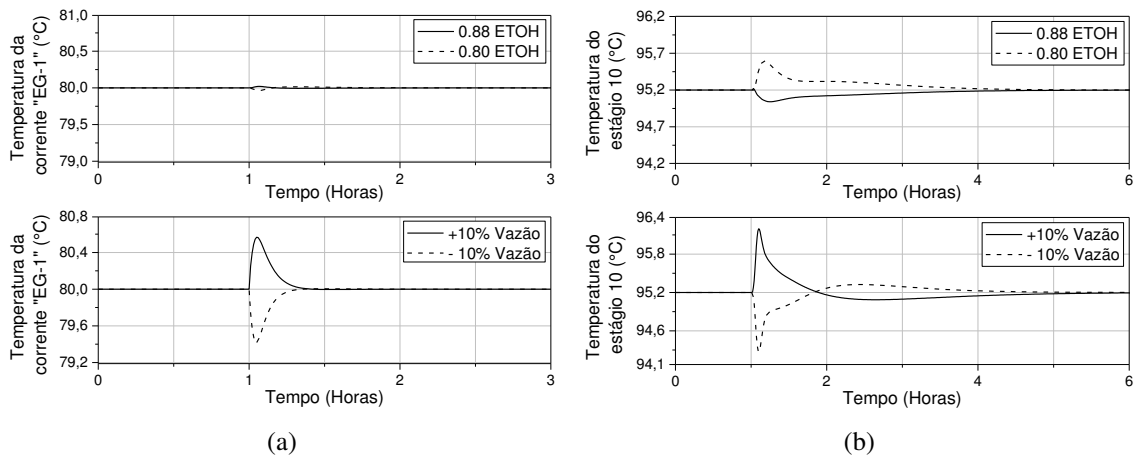 Temperatura da
corrente "EG-1" (°C)
81,0
80,5
80,0
79,5
79,0
0.88 ETOH
0.80 ETOH
0
1
2
3
Tempo (Horas)
Temperatura da
corrente "EG-1" (°C)
80,8
80,4
80,0
79,6
79,2
+10% Vazão
10% Vazão
0
1
2
3
Tempo (Horas)
(a)
Temperatura do
estágio 10 (°C)
96,2
95,7
95,2
94,7
94,2
0.88 ETOH
0.80 ETOH
0
2
4
6
Tempo (Horas)
Temperatura do
estágio 10 (°C)
96,4
95,8
95,2
94,6
94,1
+10% Vazão
10% Vazão
0
2
4
6
Tempo (Horas)
(b)